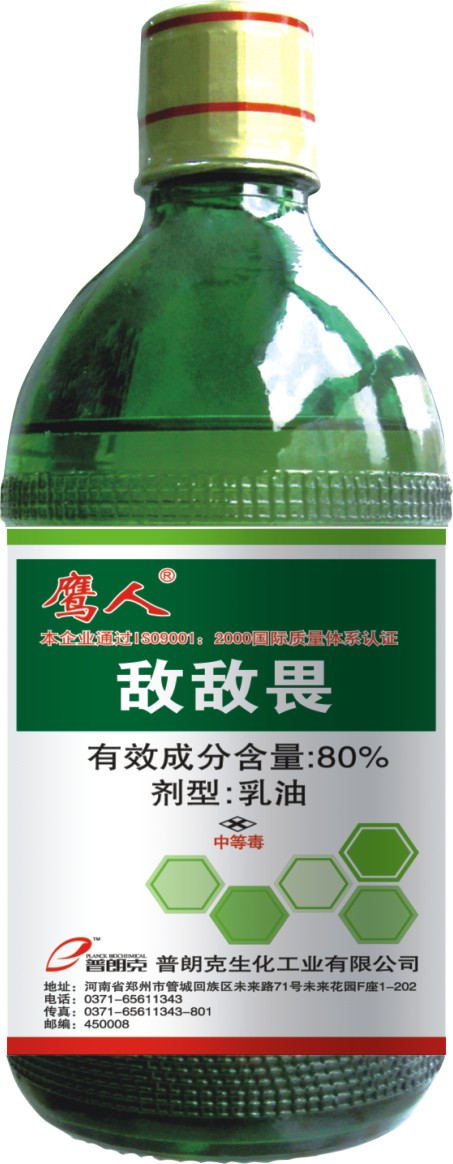 鹰人®
本企业通过ISO9001：2000国际质量体系认证
敌敌畏
有效成分含量:80%
剂型:乳油
中等毒
PLANCK BIOCHEMICAL™
普朗克 普朗克生化工业有限公司
地址：河南省郑州市管城回族区未来路71号未来花园F座1-202
电话：0371-65611343
传真：0371-65611343-801
邮编：450008